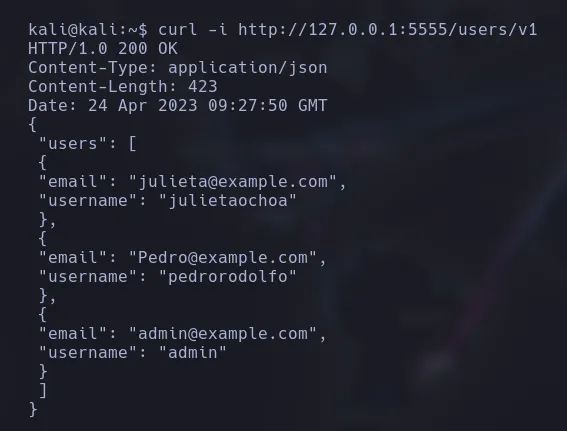 kali@kali:~$ curl -i http://127.0.0.1:5555/users/v1
HTTP/1.0 200 OK
Content-Type: application/json
Content-Length: 423
Date: 24 Apr 2023 09:27:50 GMT
{
 "users": [
 {
 "email": "julieta@example.com",
 "username": "julietaochoa"
 },
 {
 "email": "Pedro@example.com",
 "username": "pedrorodolfo"
 },
 {
 "email": "admin@example.com",
 "username": "admin"
 }
 ]
}